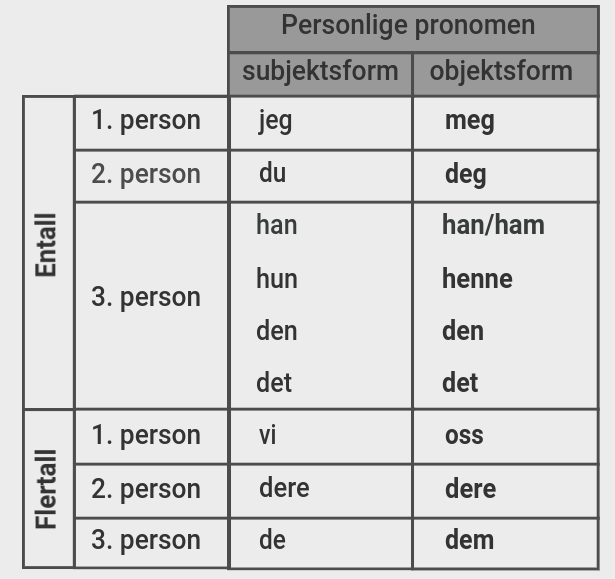 Personlige pronomen
subjektsform objektsform
Entall
1. person jeg meg
2. person du deg
3. person
han han/ham
hun henne
den den
det det
Flertall
1. person vi oss
2. person dere dere
3. person de dem